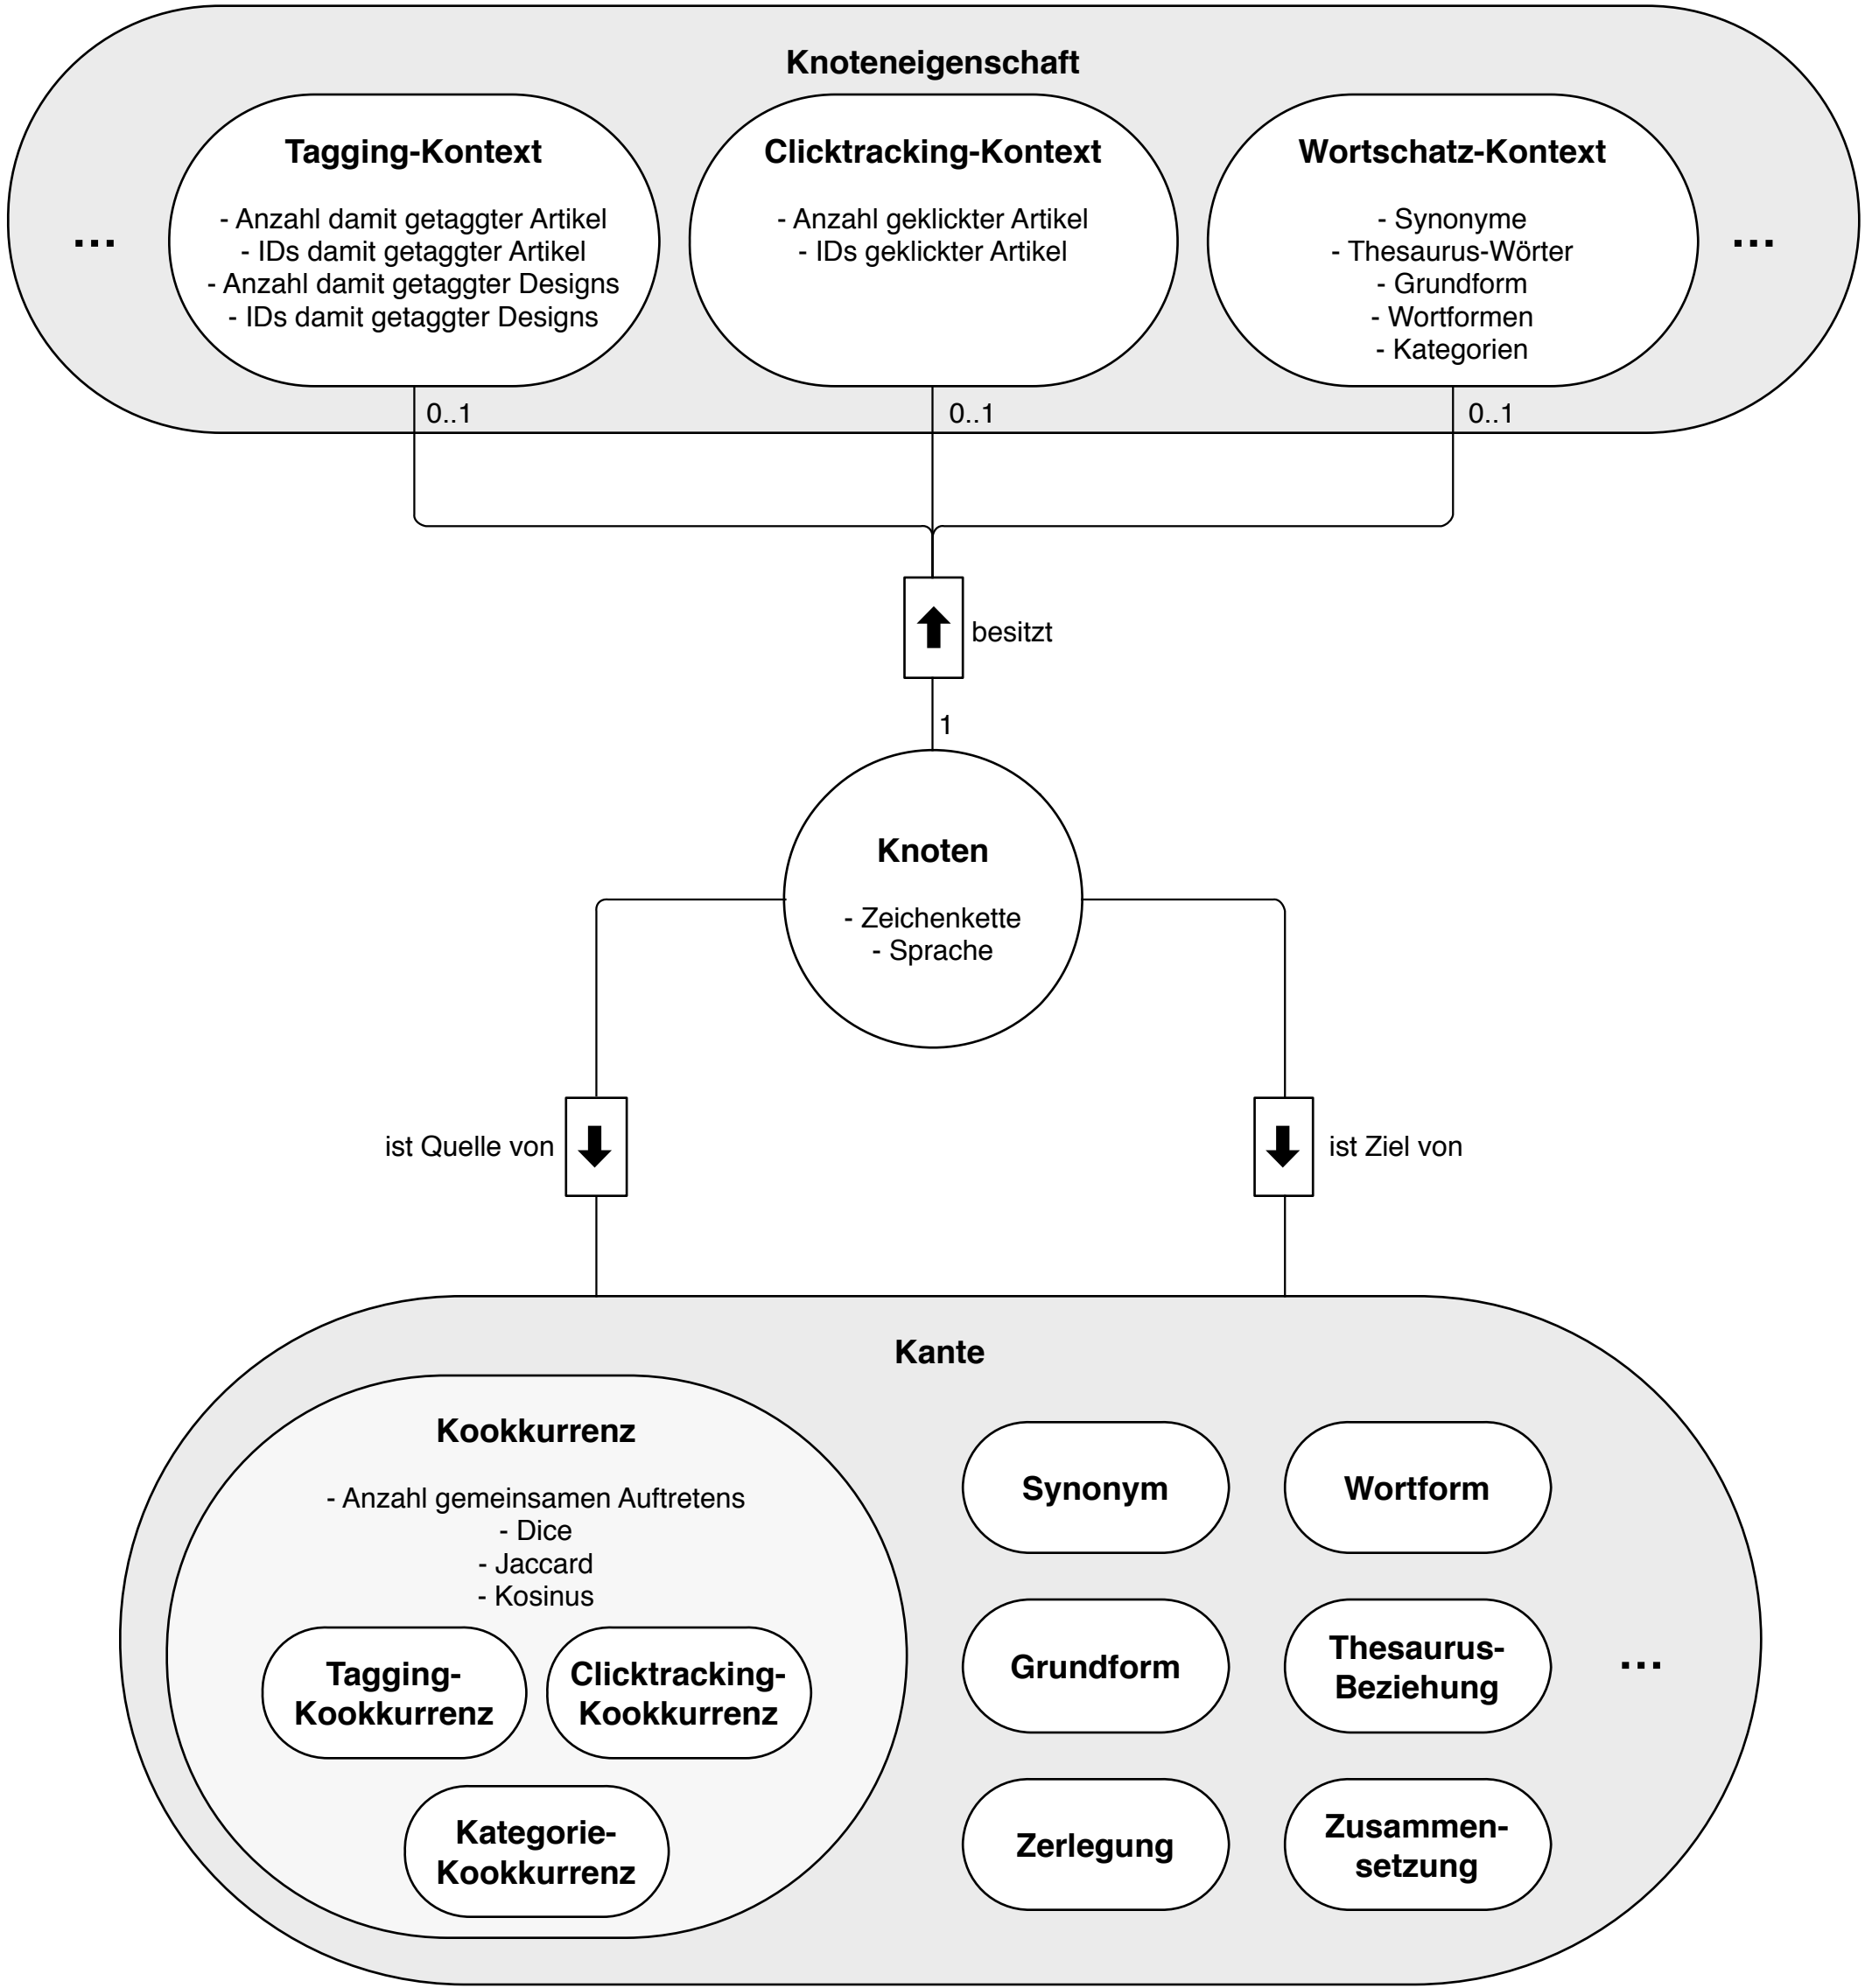 Knoteneigenschaft
Tagging-Kontext
- Anzahl damit getaggter Artikel
- IDs damit getaggter Artikel
- Anzahl damit getaggter Designs
- IDs damit getaggter Designs
Clicktracking-Kontext
- Anzahl geklickter Artikel
- IDs geklickter Artikel
Wortschatz-Kontext
- Synonyme
- Thesaurus-Wörter
- Grundform
- Wortformen
- Kategorien
...
...
0..1
0..1
0..1
besitzt
1
Knoten
- Zeichenkette
- Sprache
ist Quelle von
ist Ziel von
Kante
Kookkurrenz
- Anzahl gemeinsamen Auftretens
- Dice
- Jaccard
- Kosinus
Tagging-
Kookkurrenz
Clicktracking-
Kookkurrenz
Kategorie-
Kookkurrenz
Synonym
Wortform
Grundform
Thesaurus-
Beziehung
...
Zerlegung
Zusammen-
setzung